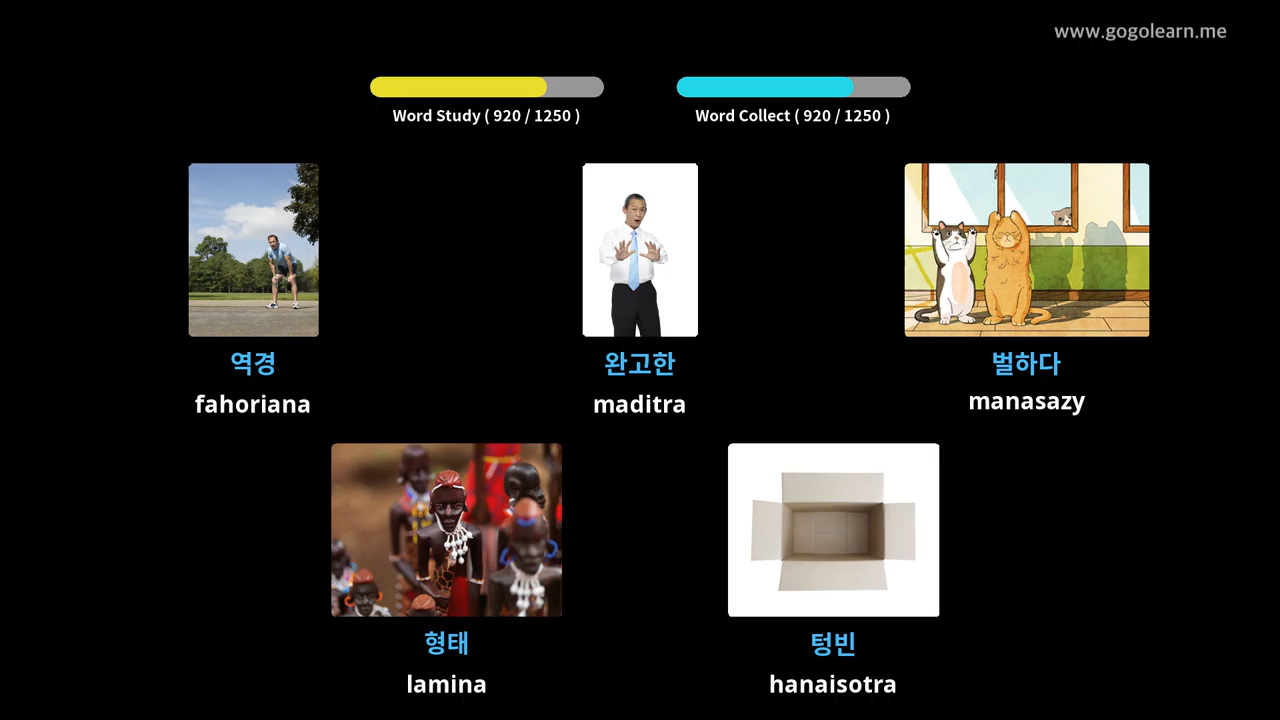 www.gogolearn.me
Word Study ( 920 / 1250 )
Word Collect ( 920 / 1250 )
역경
fahoriana
완고한
maditra
벌하다
manasazy
형태
lamina
텅빈
hanaisotra